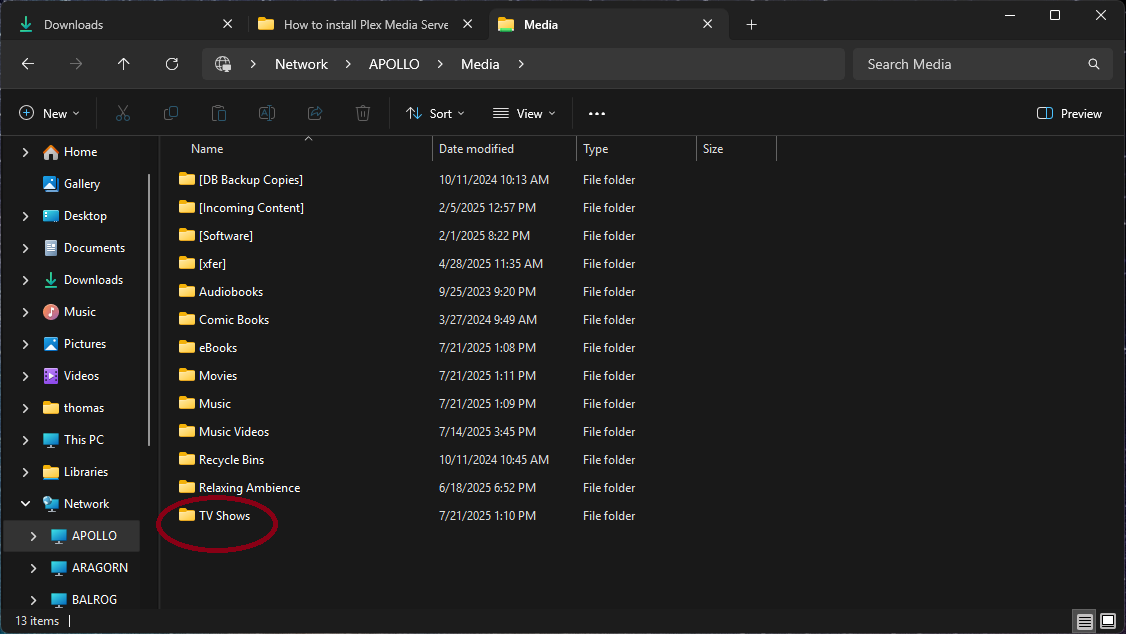 Downloads
How to install Plex Media Serve
Media
Network > APOLLO > Media >
Search Media
New
Sort
View
Preview
Home
Gallery
Desktop
Documents
Downloads
Music
Pictures
Videos
thomas
This PC
Libraries
Network
APOLLO
ARAGORN
BALROG
Name Date modified Type Size
[DB Backup Copies] 10/11/2024 10:13 AM File folder
[Incoming Content] 2/5/2025 12:57 PM File folder
[Software] 2/1/2025 8:22 PM File folder
[xfer] 4/28/2025 11:35 AM File folder
Audiobooks 9/25/2023 9:20 PM File folder
Comic Books 3/27/2024 9:49 AM File folder
eBooks 7/21/2025 1:08 PM File folder
Movies 7/21/2025 1:11 PM File folder
Music 7/21/2025 1:09 PM File folder
Music Videos 7/14/2025 3:45 PM File folder
Recycle Bins 10/11/2024 10:45 AM File folder
Relaxing Ambience 6/18/2025 6:52 PM File folder
TV Shows 7/21/2025 1:10 PM File folder
13 items